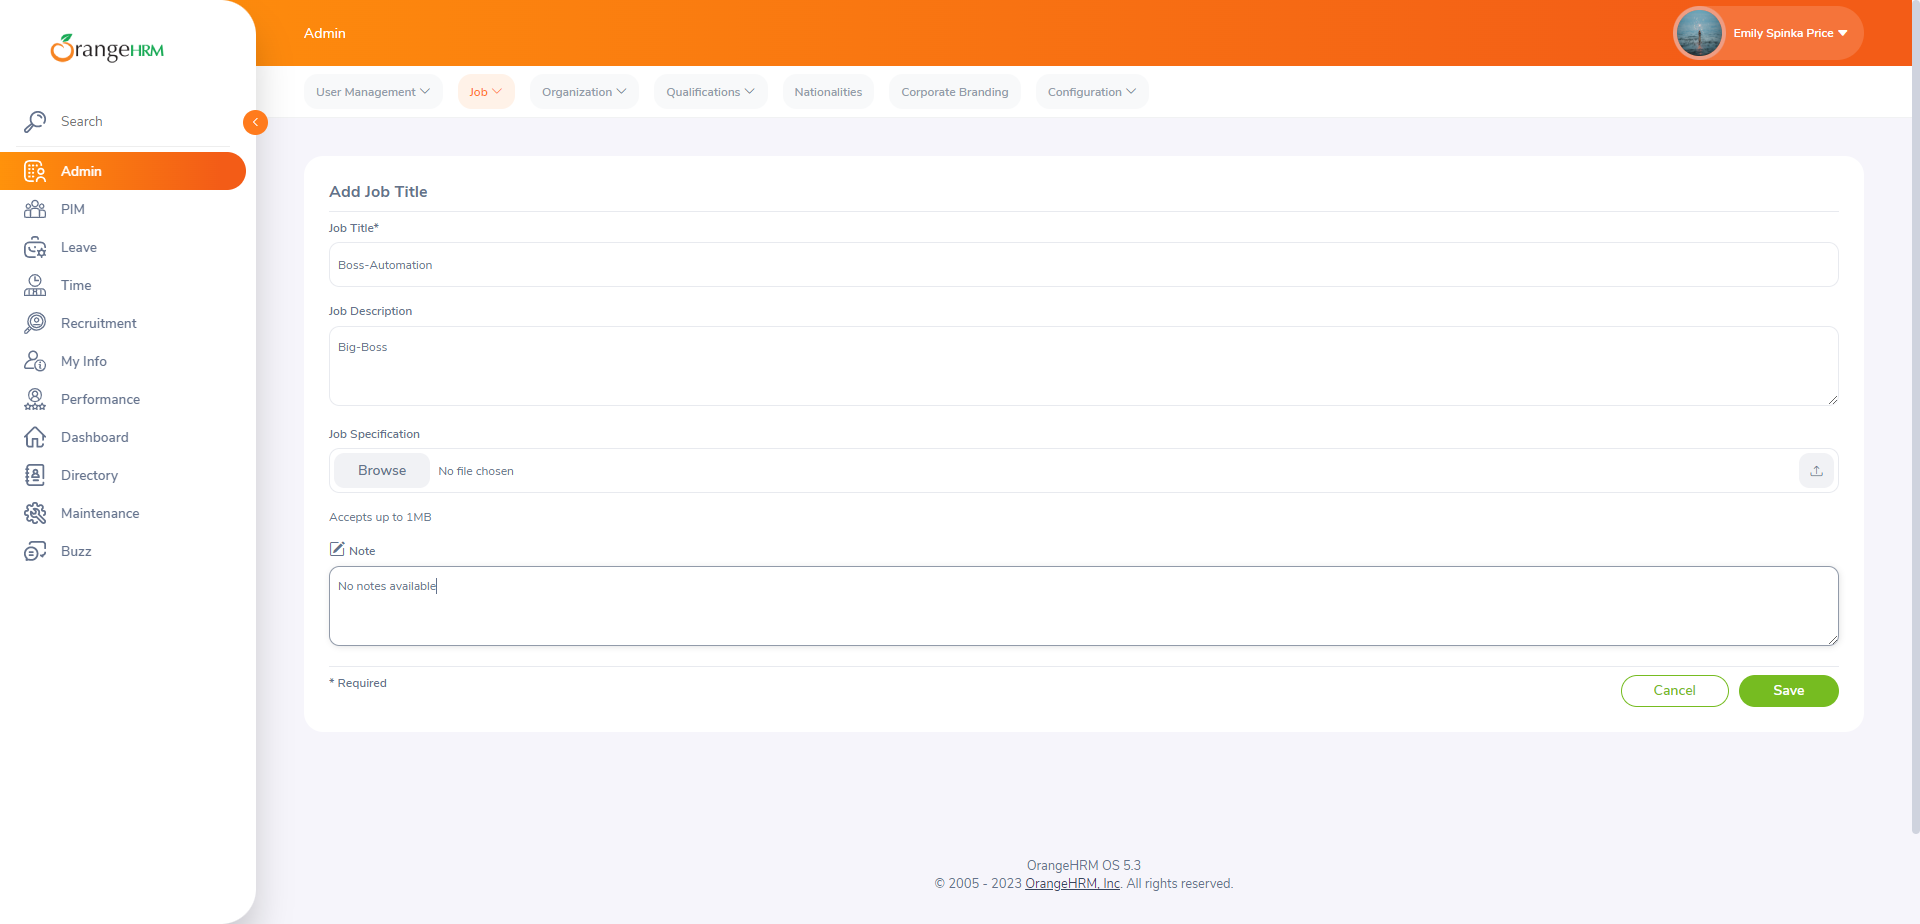 OrangeHRM
Search
Admin
PIM
Leave
Time
Recruitment
My Info
Performance
Dashboard
Directory
Maintenance
Buzz
Admin
Emily Spinka Price
User Management
Job
Organization
Qualifications
Nationalities
Corporate Branding
Configuration
Add Job Title
Job Title*
Boss-Automation
Job Description
Big-Boss
Job Specification
Browse
No file chosen
Accepts up to 1MB
Note
No notes available
* Required
Cancel
Save
OrangeHRM OS 5.3
© 2005 - 2023 OrangeHRM, Inc. All rights reserved.